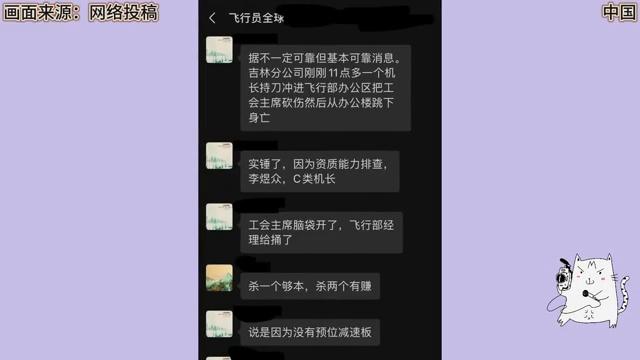 画面来源：网络投稿
中国
飞行员全球
据不一定可靠但基本可靠消息。
吉林分公司刚刚11点多一个机
长持刀冲进飞行部办公区把工
会主席砍伤然后从办公楼跳下
身亡
实锤了，因为资质能力排查，
李煜众，C类机长
工会主席脑袋开了，飞行部经
理给捅了
杀一个够本，杀两个有赚
说是因为没有预位减速板